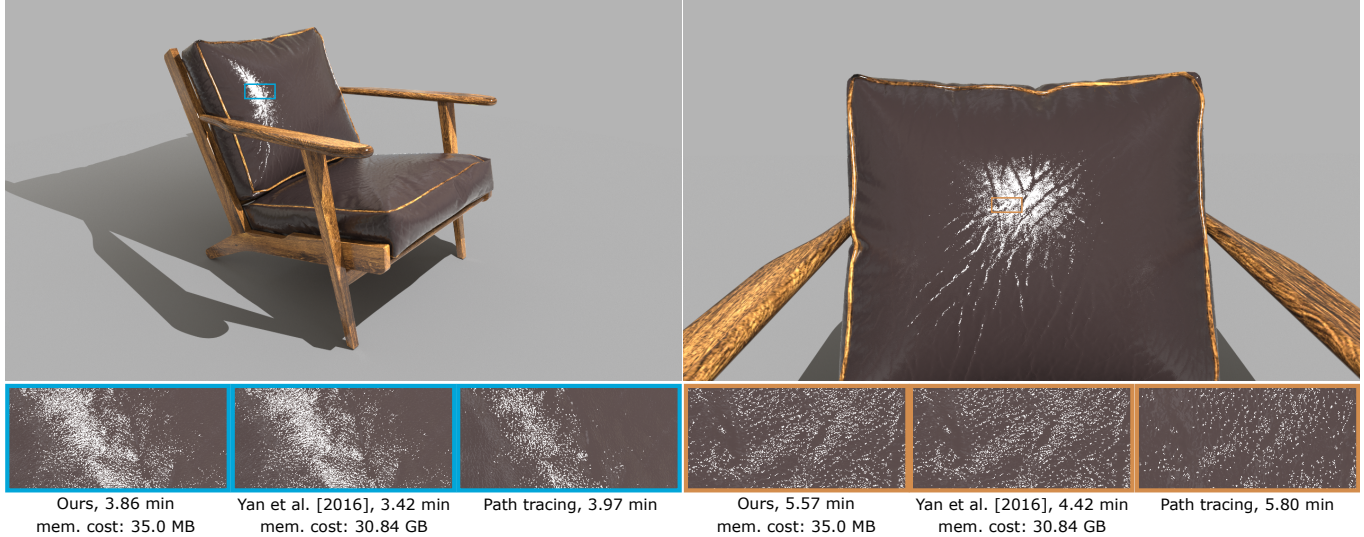 Ours, 3.86 min
mem. cost: 35.0 MB
Yan et al. [2016], 3.42 min
mem. cost: 30.84 GB
Path tracing, 3.97 min
Ours, 5.57 min
mem. cost: 35.0 MB
Yan et al. [2016], 4.42 min
mem. cost: 30.84 GB
Path tracing, 5.80 min